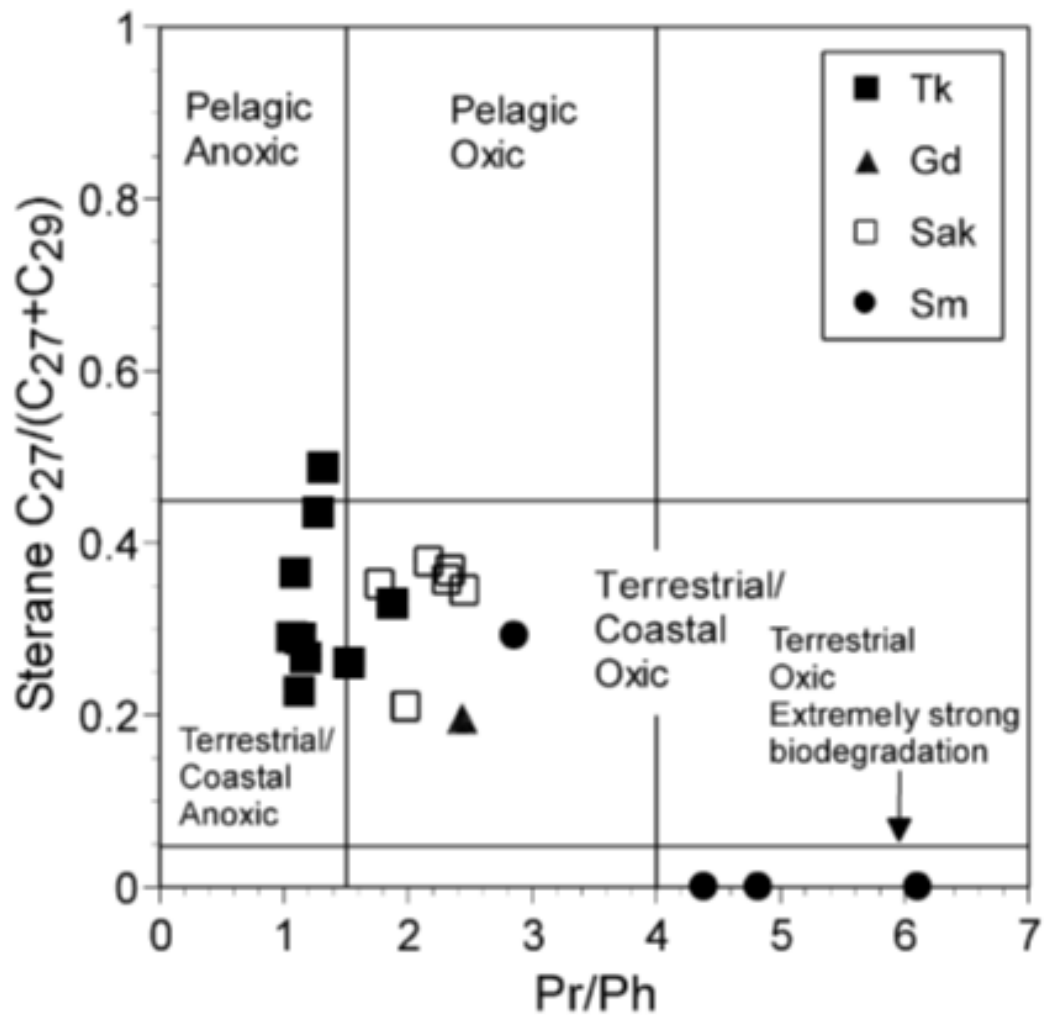 1
Pelagic
Anoxic
Pelagic
Oxic
Tk
Gd
Sak
Sm
0.8
0.6
0.4
0.2
0
Sterane C27/(C27+C29)
Terrestrial/
Coastal
Oxic
Terrestrial
Oxic
Extremely strong
biodegradation
Terrestrial/
Coastal
Anoxic
0 1 2 3 4 5 6 7
Pr/Ph